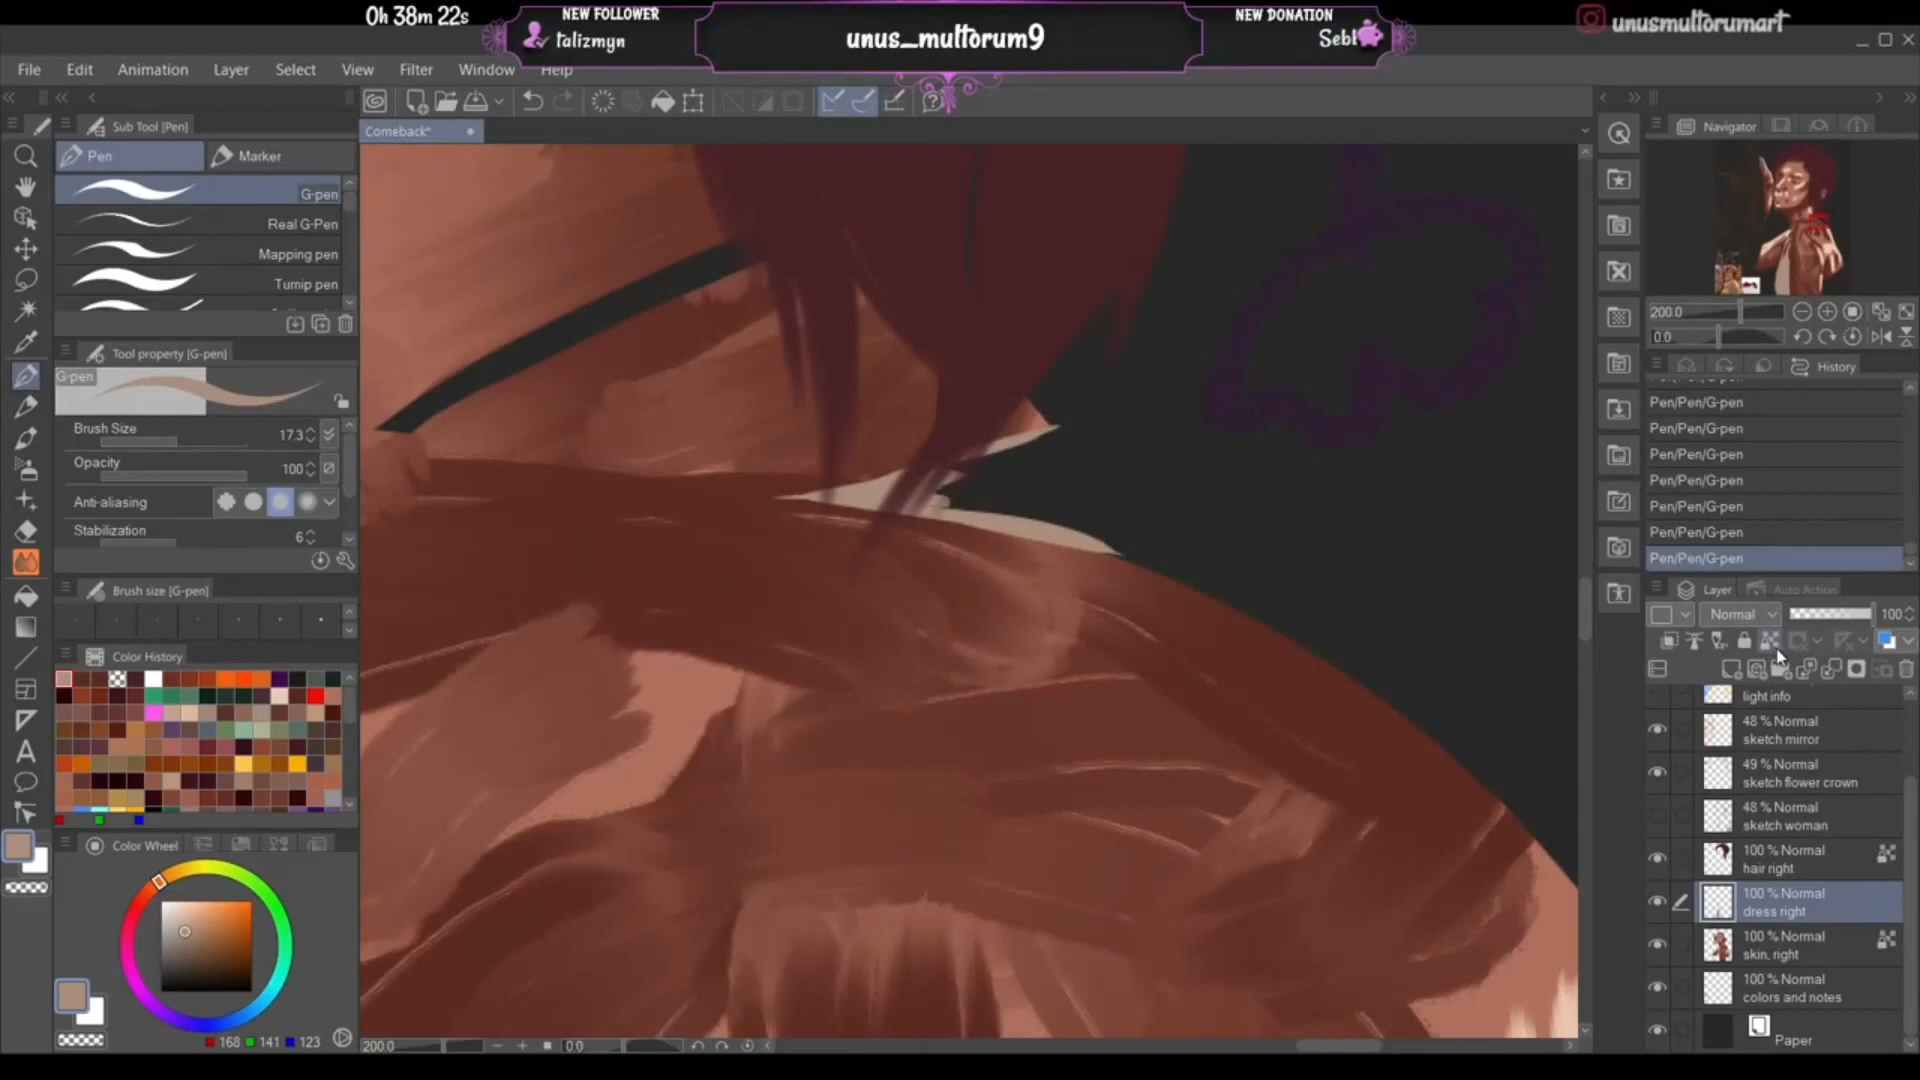 0h 38m 22s
NEW FOLLOWER
talizmyn
unus_multorum9
NEW DONATION
Sebl
unusmultorumart
File Edit Animation Layer Select View Filter Window Help
Sub Tool [Pen]
Comeback*
Navigator
Pen
Marker
G-pen
Real G-Pen
Mapping pen
Turnip pen
200.0
0.0
Tool property [G-pen]
History
G-pen
Pen/Pen/G-pen
Pen/Pen/G-pen
Pen/Pen/G-pen
Pen/Pen/G-pen
Pen/Pen/G-pen
Pen/Pen/G-pen
Pen/Pen/G-pen
Brush Size 17.3
Opacity 100
Anti-aliasing
Stabilization 6
Brush size [G-pen]
Layer
Auto Action
Normal 100
Color History
light info
48 % Normal
sketch mirror
49 % Normal
sketch flower crown
48 % Normal
sketch woman
100 % Normal
hair right
100 % Normal
dress right
100 % Normal
skin, right
100 % Normal
colors and notes
Paper
Color Wheel
168 141 123
200.0
0.0